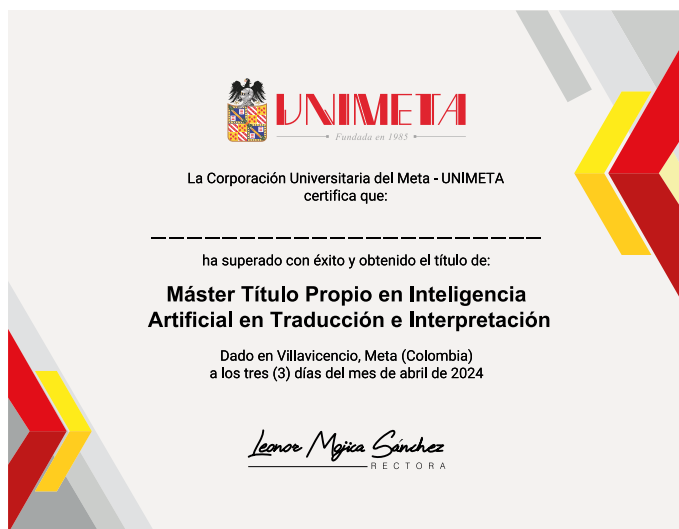 UNIMETA
Fundada en 1985
La Corporación Universitaria del Meta - UNIMETA
certifica que:
ha superado con éxito y obtenido el título de:
Máster Título Propio en Inteligencia
Artificial en Traducción e Interpretación
Dado en Villavicencio, Meta (Colombia)
a los tres (3) días del mes de abril de 2024
Leonor Mojica Sánchez
RECTORA